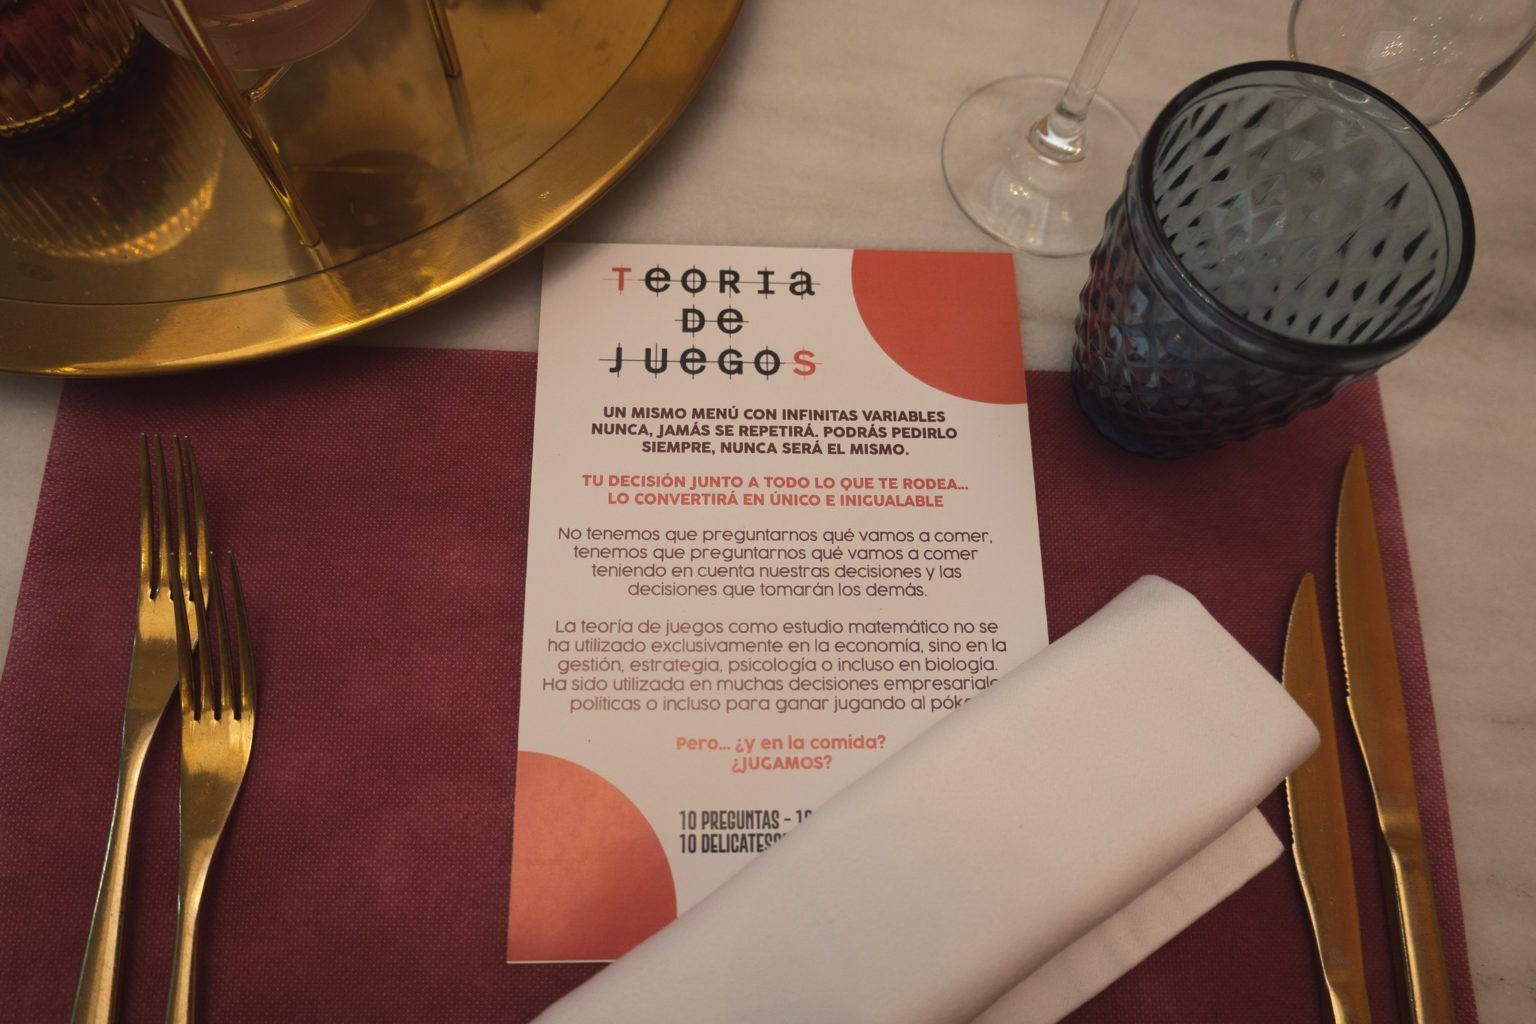 TEORIA
DE
JUEGOS
UN MISMO MENÚ CON INFINITAS VARIABLES
NUNCA, JAMÁS SE REPETIRÁ. PODRÁS PEDIRLO
SIEMPRE, NUNCA SERÁ EL MISMO.
TU DECISIÓN JUNTO A TODO LO QUE TE RODEA...
LO CONVERTIRÁ EN ÚNICO E INIGUALABLE
No tenemos que preguntarnos qué vamos a comer,
tenemos que preguntarnos qué vamos a comer
teniendo en cuenta nuestras decisiones y las
decisiones que tomarán los demás.
La teoría de juegos como estudio matemático no se
ha utilizado exclusivamente en la economía, sino en la
gestión, estrategia, psicología o incluso en biología.
Ha sido utilizada en muchas decisiones
políticas o incluso para ganar jugando al
Pero... ¿y en la comida?
¿JUGAMOS?
10 PREGUNTAS -
10